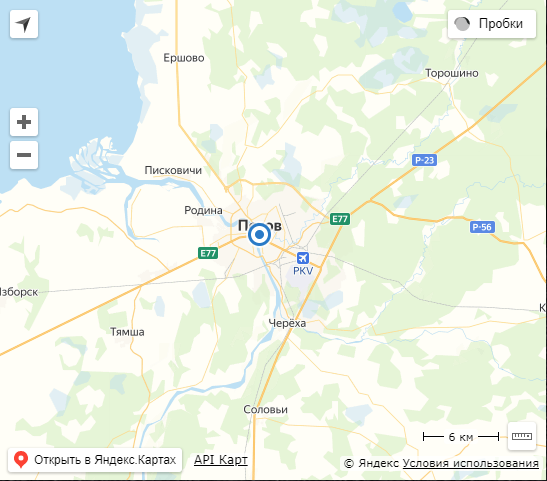 Пробки
Ершово
Торошино
Р-23
Писковичи
Родина
E77
Р-56
E77
PKV
Изборск
Черёха
Тямша
Соловьи
6 км
Открыть в Яндекс.Картах
API Карт
© Яндекс Условия использования